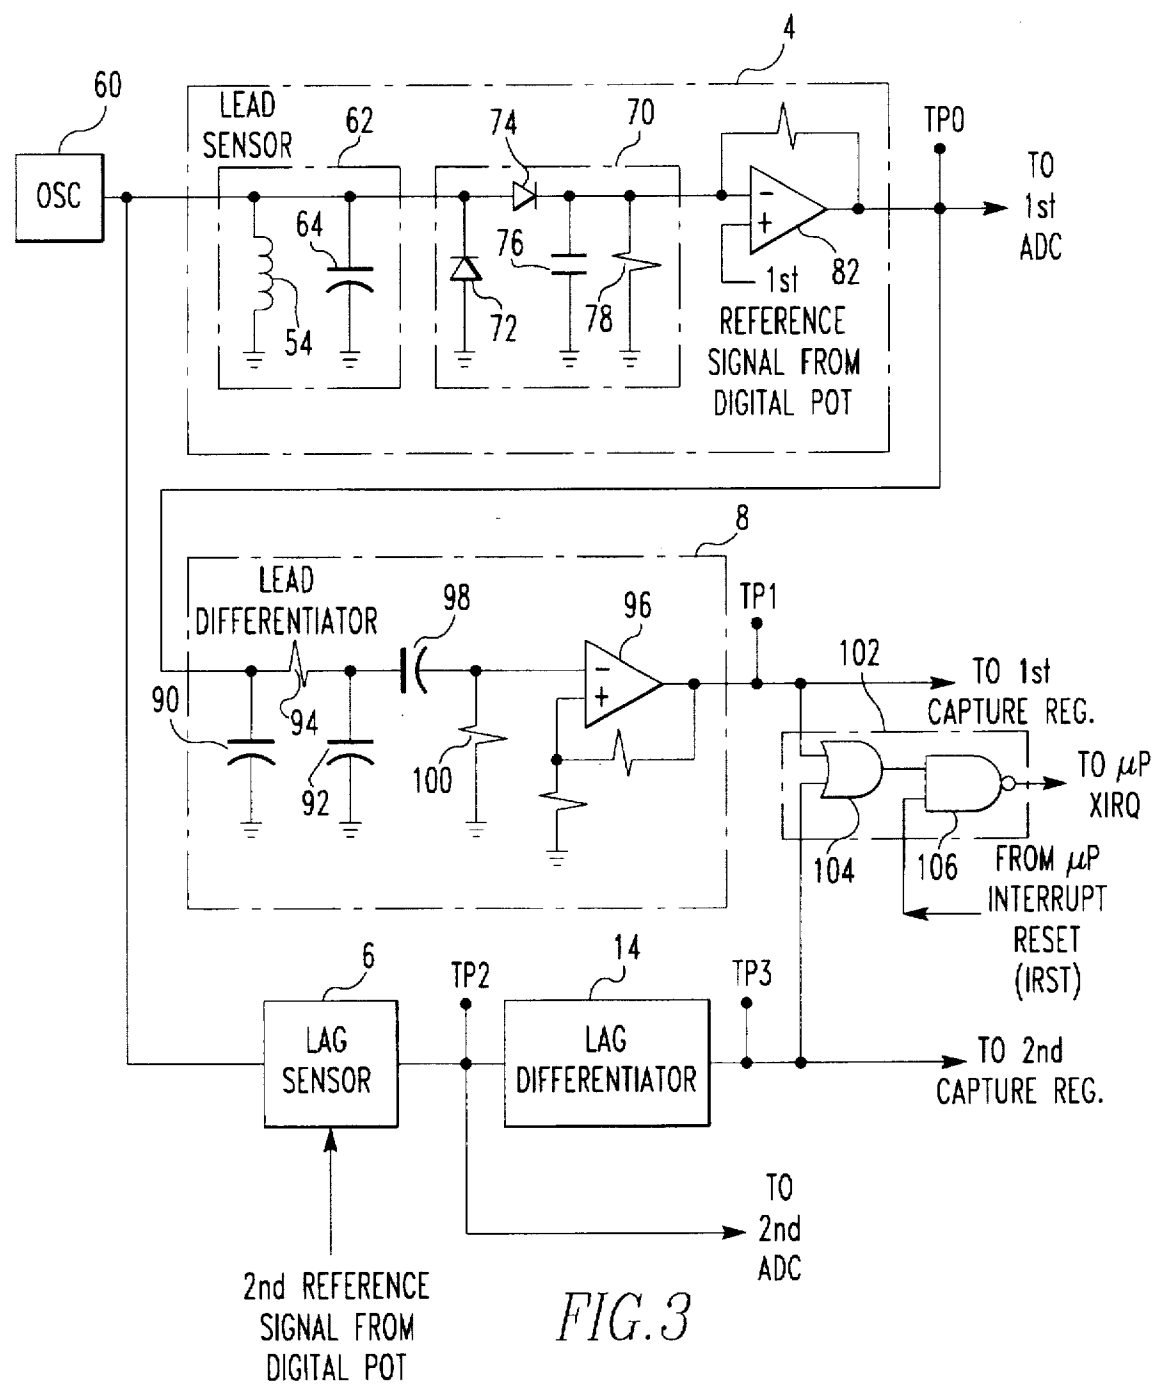 4
60
LEAD
SENSOR
62
74
70
TP0
OSC
TO
1st
ADC
64
76
82
54
72
78
1st
REFERENCE
SIGNAL FROM
DIGITAL POT
8
LEAD
DIFFERENTIATOR
98
96
TP1
102
TO 1st
CAPTURE REG.
90
94
92
100
TO μP
XIRQ
104
106
FROM μP
INTERRUPT
RESET
(IRST)
6
TP2
14
TP3
LAG
SENSOR
LAG
DIFFERENTIATOR
TO 2nd
CAPTURE REG.
TO
2nd
ADC
2nd REFERENCE
SIGNAL FROM
DIGITAL POT
FIG.3